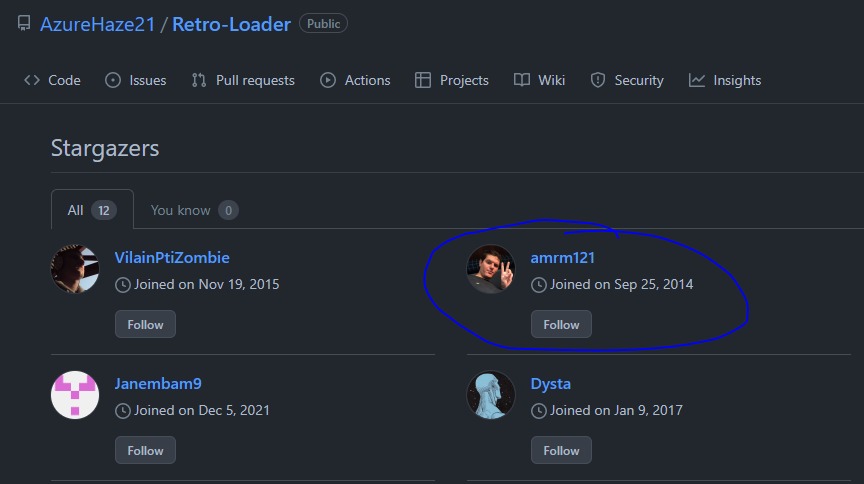 AzureHaze21 / Retro-Loader Public
Code Issues Pull requests Actions Projects Wiki Security Insights
Stargazers
All 12 You know 0
VilainPtiZombie
Joined on Nov 19, 2015
Follow
amrm121
Joined on Sep 25, 2014
Follow
Janembam9
Joined on Dec 5, 2021
Follow
Dysta
Joined on Jan 9, 2017
Follow